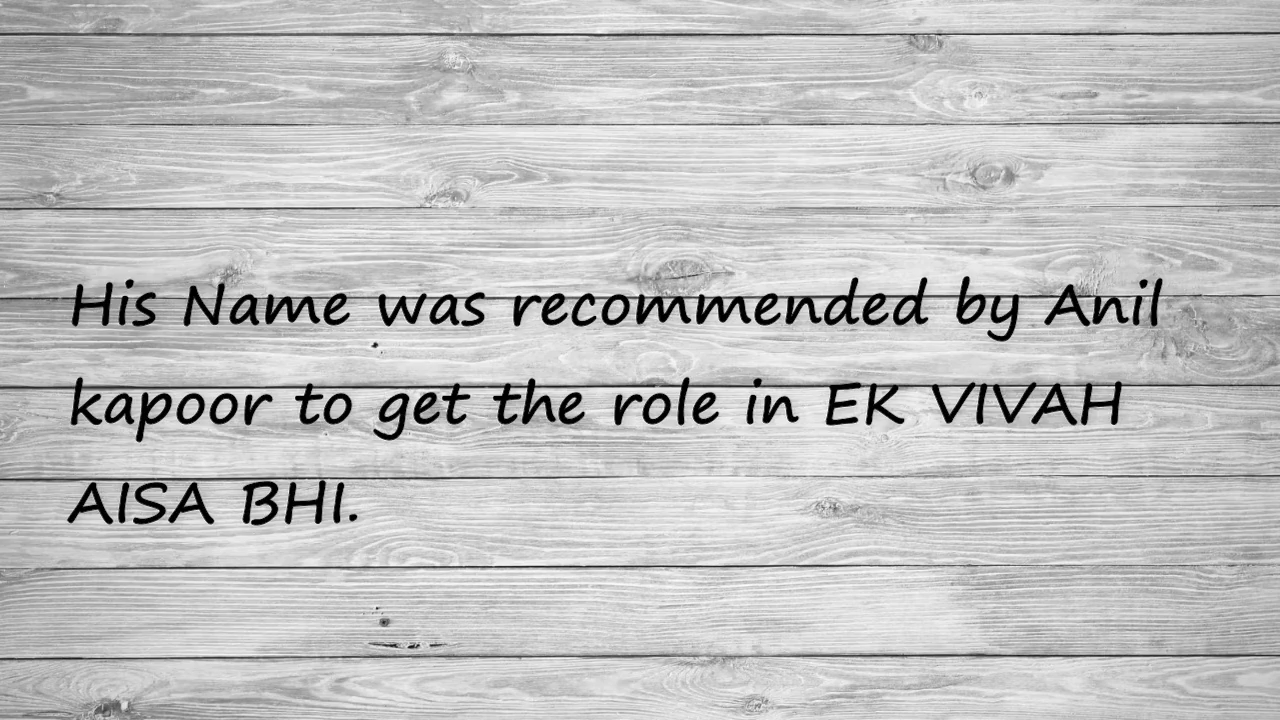 His Name was recommended by Anil
kapoor to get the role in EK VIVAH
AISA BHI.